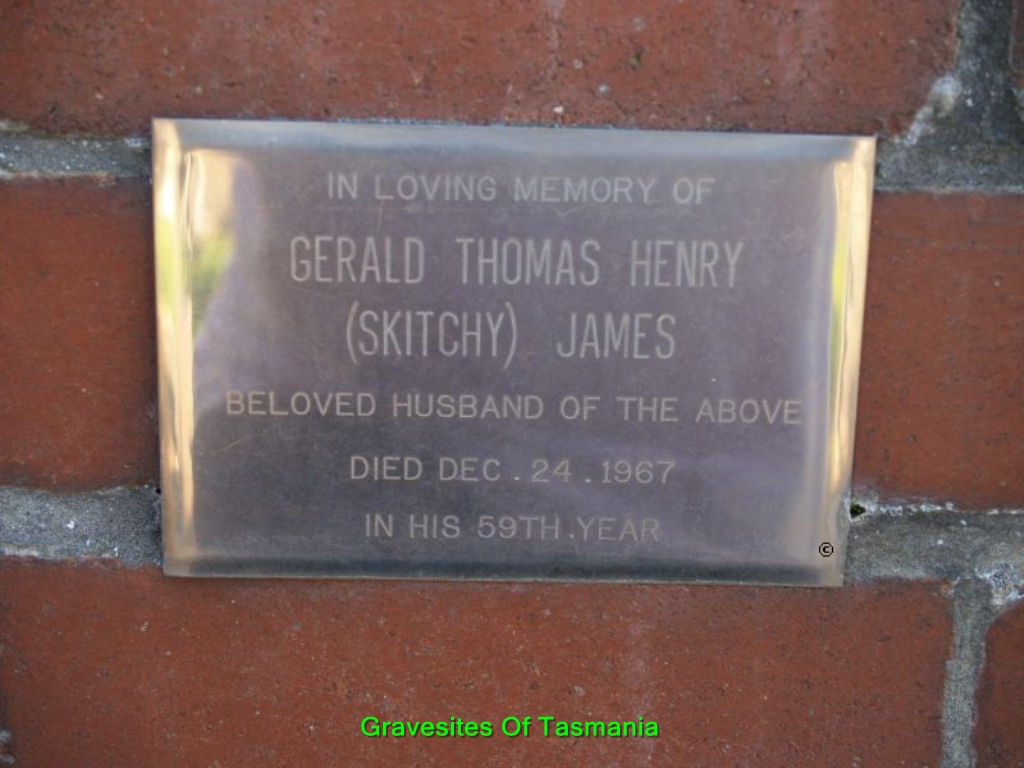 IN LOVING MEMORY OF
GERALD THOMAS HENRY
(SKITCHY) JAMES
BELOVED HUSBAND OF THE ABOVE
DIED DEC. 24. 1967
IN HIS 59TH. YEAR
©
Gravesites Of Tasmania